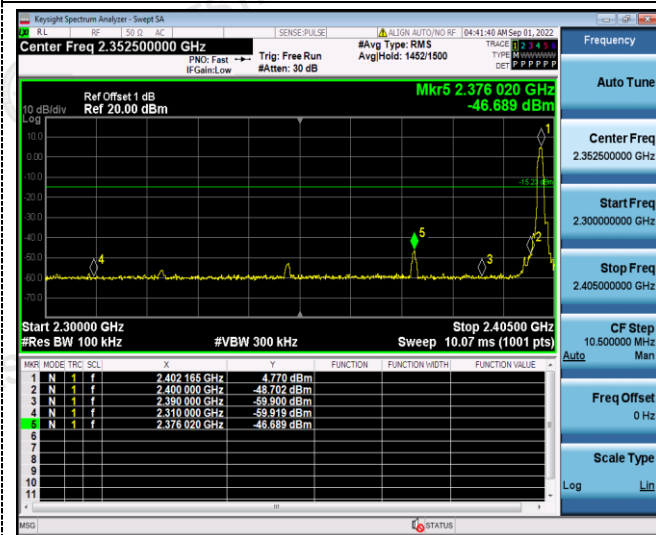 Keysight Spectrum Analyzer - Swept SA
RL RF 50 Ω AC SENSE:PULSE ALIGN AUTO/NO RF 04:41:40 AM Sep 01, 2022
Center Freq 2.352500000 GHz
PNO: Fast
IFGain:Low
Trig: Free Run
#Atten: 30 dB
#Avg Type: RMS
Avg|Hold: 1452/1500
TRACE 1 2 3 4 5 6
TYPE M WWWWW
DET P P P P P P
Ref Offset 1 dB
Ref 20.00 dBm
10 dB/div
Log
Mkr5 2.376 020 GHz
-46.689 dBm
10.0
0.00
-10.0
-20.0
-30.0
-40.0
-50.0
-60.0
-70.0
-15.23 dBm
1
2
3
4
5
Start 2.30000 GHz
Stop 2.40500 GHz
#Res BW 100 kHz
#VBW 300 kHz
Sweep 10.07 ms (1001 pts)
MKR MODE TRC SCL X Y FUNCTION FUNCTION WIDTH FUNCTION VALUE
1 N 1 f 2.402 165 GHz 4.770 dBm
2 N 1 f 2.400 000 GHz -48.702 dBm
3 N 1 f 2.390 000 GHz -59.900 dBm
4 N 1 f 2.310 000 GHz -59.919 dBm
5 N 1 f 2.376 020 GHz -46.689 dBm
6
7
8
9
10
11
MSG
STATUS
Frequency
Auto Tune
Center Freq
2.352500000 GHz
Start Freq
2.300000000 GHz
Stop Freq
2.405000000 GHz
CF Step
10.500000 MHz
Auto Man
Freq Offset
0 Hz
Scale Type
Log Lin